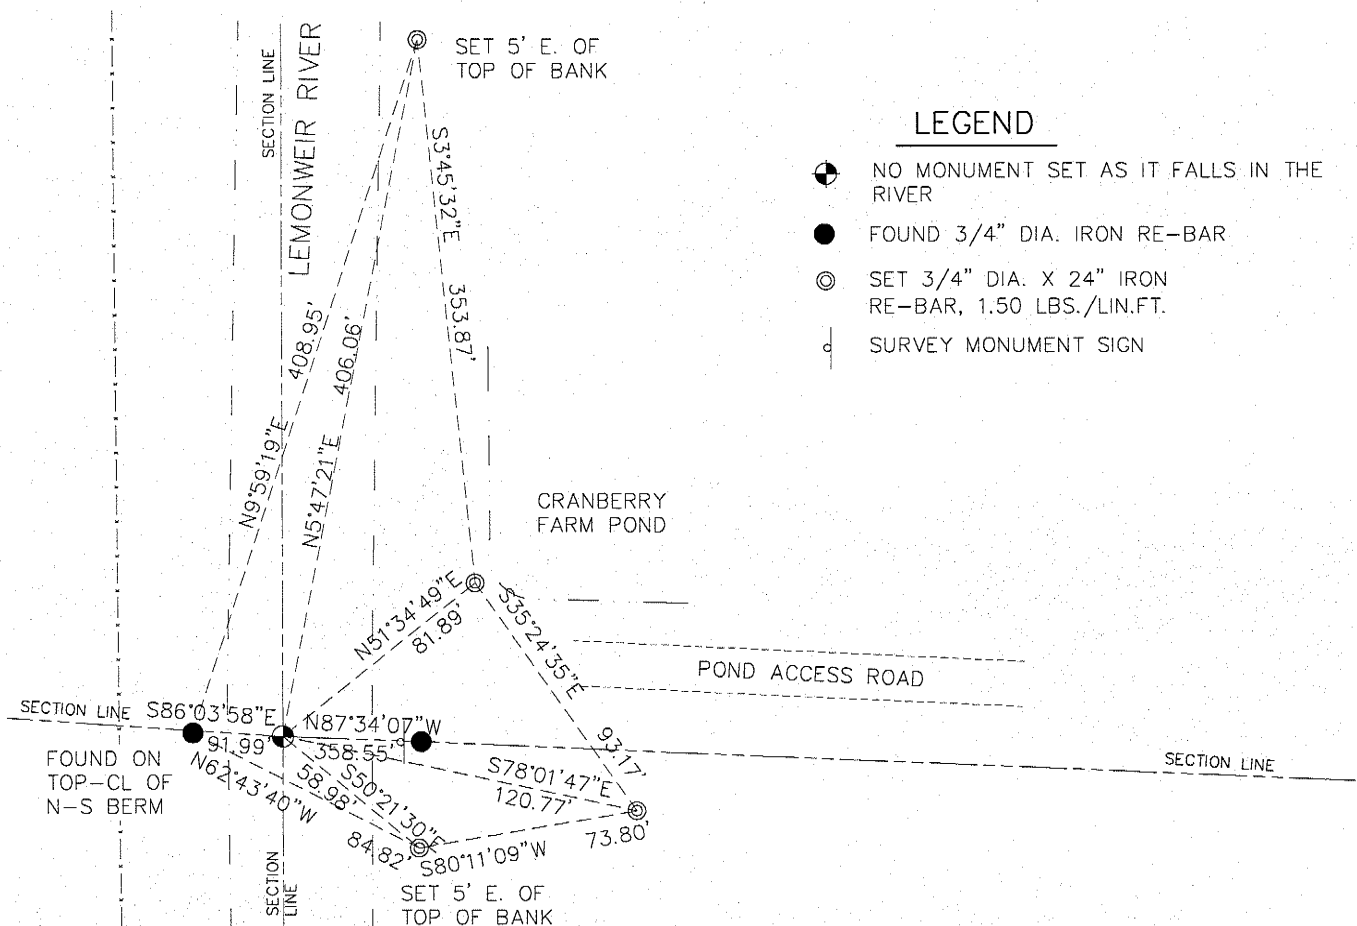 SET 5' E. OF
TOP OF BANK
SECTION LINE
LEMONWEIR RIVER
LEGEND
NO MONUMENT SET AS IT FALLS IN THE
RIVER
FOUND 3/4" DIA. IRON RE-BAR
SET 3/4" DIA. X 24" IRON
RE-BAR, 1.50 LBS./LIN.FT.
SURVEY MONUMENT SIGN
S3°45'32"E 353.87'
N9°59'19"E 408.95'
N5°47'21"E 406.06'
CRANBERRY
FARM POND
N51°34'49"E
81.89'
S35°24'35"E 93.17'
POND ACCESS ROAD
SECTION LINE
S86°03'58"E
91.99'
N87°34'07"W
358.55'
FOUND ON
TOP-CL OF
N-S BERM
N62°43'40"W 84.82'
S50°21'30"E
58.98'
S78°01'47"E
120.77'
SECTION LINE
S80°11'09"W 73.80'
SECTION
LINE
SET 5' E. OF
TOP OF BANK